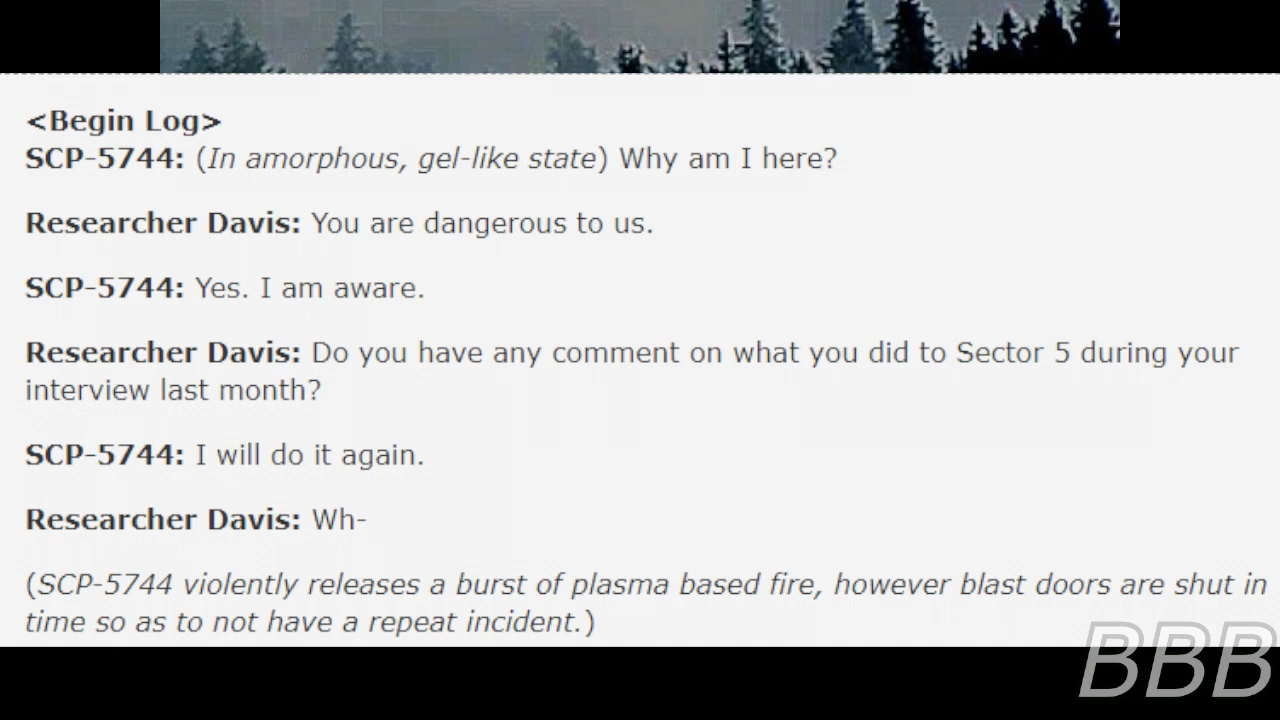 <Begin Log>
SCP-5744: (In amorphous, gel-like state) Why am I here?
Researcher Davis: You are dangerous to us.
SCP-5744: Yes. I am aware.
Researcher Davis: Do you have any comment on what you did to Sector 5 during your
interview last month?
SCP-5744: I will do it again.
Researcher Davis: Wh-
(SCP-5744 violently releases a burst of plasma based fire, however blast doors are shut in
time so as to not have a repeat incident.)
BBB